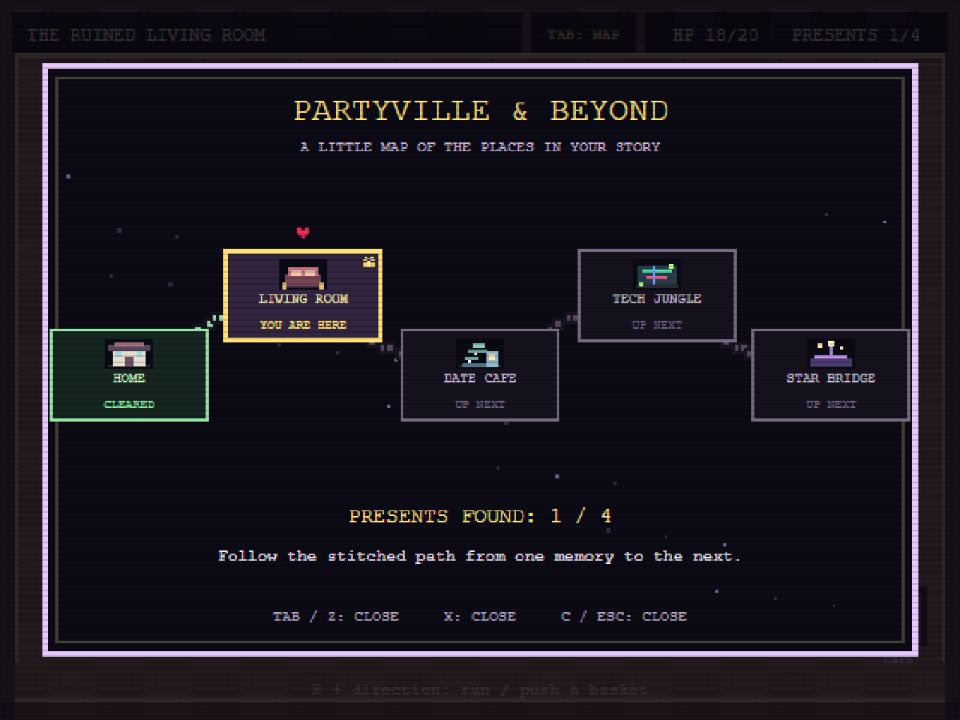 THE RUINED LIVING ROOM
TAB: MAP
HP 18/20
PRESENTS 1/4
PARTYVILLE & BEYOND
A LITTLE MAP OF THE PLACES IN YOUR STORY
LIVING ROOM
YOU ARE HERE
TECH JUNGLE
UP NEXT
HOME
CLEARED
DATE CAFE
UP NEXT
STAR BRIDGE
UP NEXT
PRESENTS FOUND: 1 / 4
Follow the stitched path from one memory to the next.
TAB / Z: CLOSE
X: CLOSE
C / ESC: CLOSE
CAFE
X + direction: run / push a basket